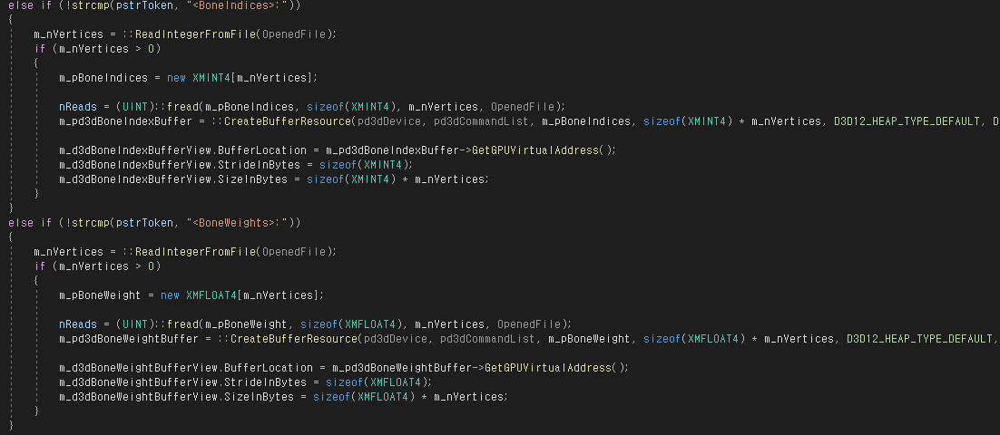 else if (!strcmp(pstrToken, "<BoneIndices>:"))
{
m_nVertices = ::ReadIntegerFromFile(OpenedFile);
if (m_nVertices > 0)
{
m_pBoneIndices = new XMINT4[m_nVertices];
nReads = (UINT)::fread(m_pBoneIndices, sizeof(XMINT4), m_nVertices, OpenedFile);
m_pd3dBoneIndexBuffer = ::CreateBufferResource(pd3dDevice, pd3dCommandList, m_pBoneIndices, sizeof(XMINT4) * m_nVertices, D3D12_HEAP_TYPE_DEFAULT, D
m_d3dBoneIndexBufferView.BufferLocation = m_pd3dBoneIndexBuffer->GetGPUVirtualAddress();
m_d3dBoneIndexBufferView.StrideInBytes = sizeof(XMINT4);
m_d3dBoneIndexBufferView.SizeInBytes = sizeof(XMINT4) * m_nVertices;
}
}
else if (!strcmp(pstrToken, "<BoneWeights>:"))
{
m_nVertices = ::ReadIntegerFromFile(OpenedFile);
if (m_nVertices > 0)
{
m_pBoneWeight = new XMFLOAT4[m_nVertices];
nReads = (UINT)::fread(m_pBoneWeight, sizeof(XMFLOAT4), m_nVertices, OpenedFile);
m_pd3dBoneWeightBuffer = ::CreateBufferResource(pd3dDevice, pd3dCommandList, m_pBoneWeight, sizeof(XMFLOAT4) * m_nVertices, D3D12_HEAP_TYPE_DEFAULT,
m_d3dBoneWeightBufferView.BufferLocation = m_pd3dBoneWeightBuffer->GetGPUVirtualAddress();
m_d3dBoneWeightBufferView.StrideInBytes = sizeof(XMFLOAT4);
m_d3dBoneWeightBufferView.SizeInBytes = sizeof(XMFLOAT4) * m_nVertices;
}
}